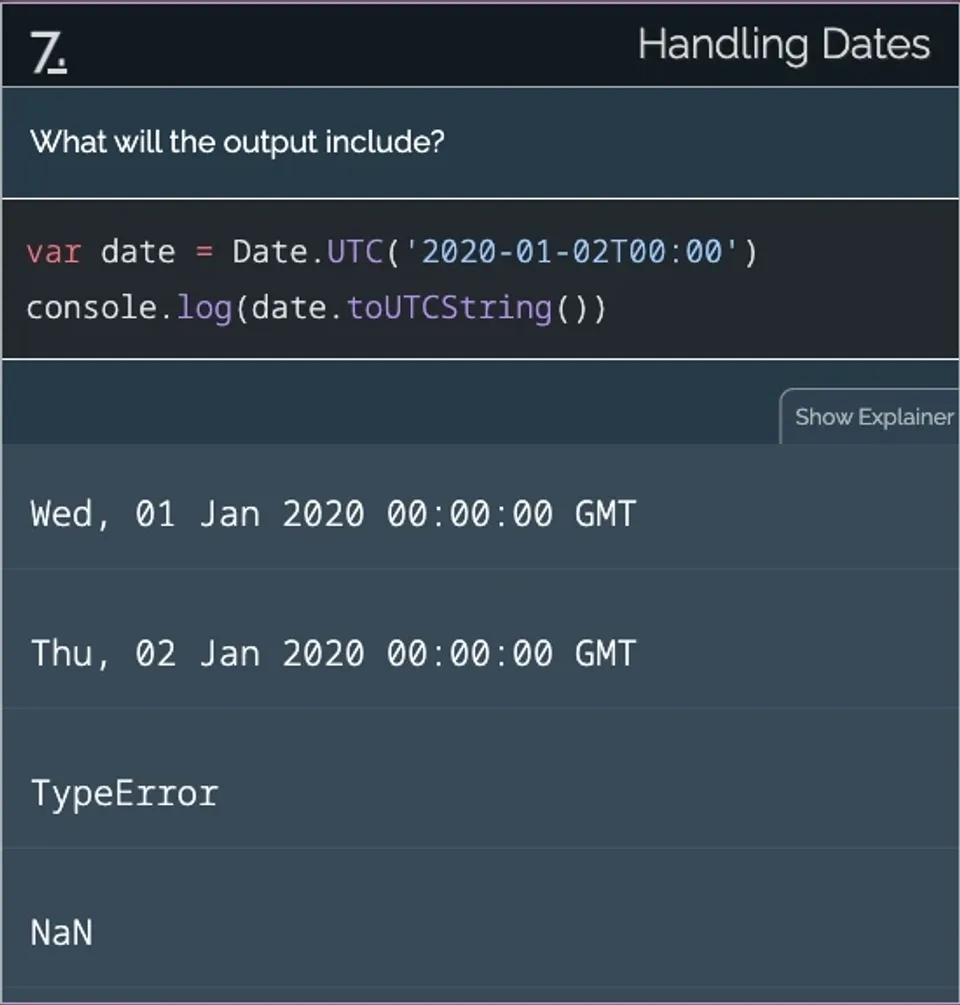 7.
Handling Dates
What will the output include?
var date = Date.UTC('2020-01-02T00:00')
console.log(date.toUTCString())
Show Explainer
Wed, 01 Jan 2020 00:00:00 GMT
Thu, 02 Jan 2020 00:00:00 GMT
TypeError
NaN